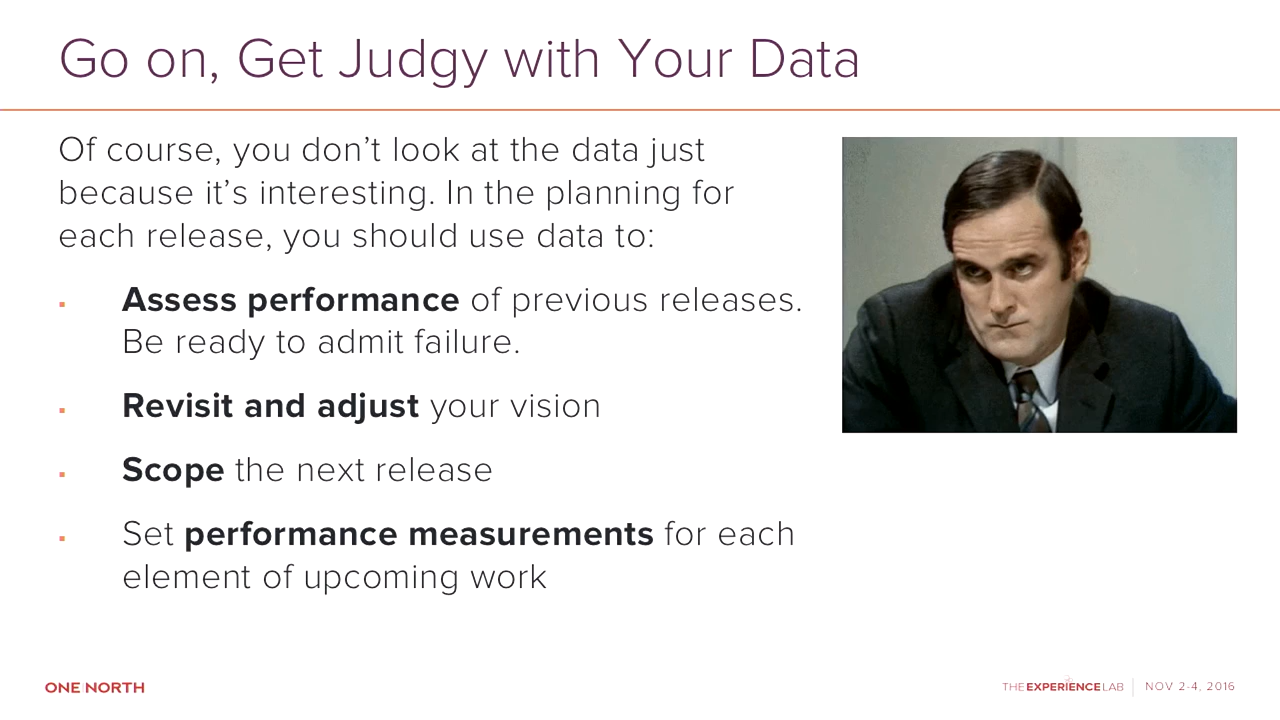 Go on, Get Judgy with Your Data
Of course, you don’t look at the data just
because it’s interesting. In the planning for
each release, you should use data to:
▪ Assess performance of previous releases.
Be ready to admit failure.
▪ Revisit and adjust your vision
▪ Scope the next release
▪ Set performance measurements for each
element of upcoming work
ONE NORTH
THE EXPERIENCE LAB | NOV 2-4, 2016